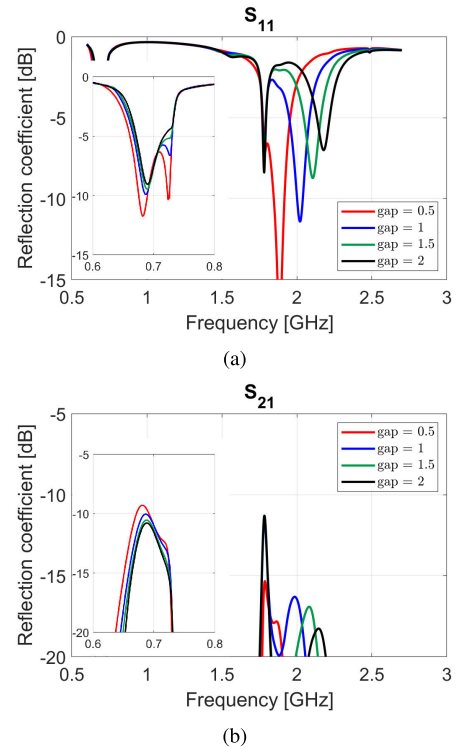 S11
0
-5
-10
-15
Reflection coefficient [dB]
0
-5
-10
-15
0.6 0.7 0.8
gap = 0.5
gap = 1
gap = 1.5
gap = 2
0.5 1 1.5 2 2.5 3
Frequency [GHz]
(a)
S21
-5
-10
-15
-20
Reflection coefficient [dB]
-5
-10
-15
-20
0.6 0.7 0.8
gap = 0.5
gap = 1
gap = 1.5
gap = 2
0.5 1 1.5 2 2.5 3
Frequency [GHz]
(b)